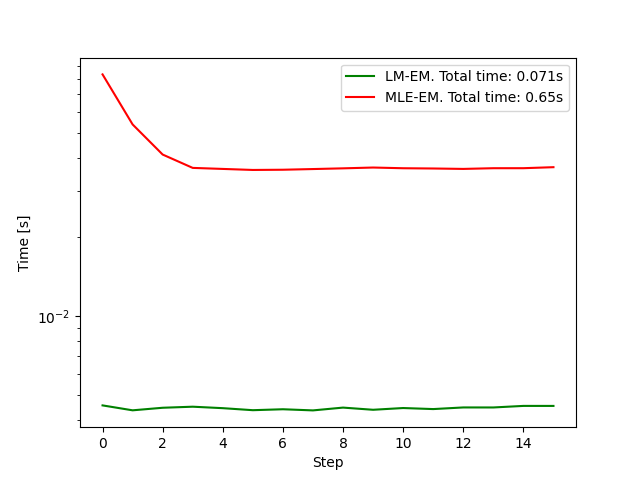 LM-EM. Total time: 0.071s
MLE-EM. Total time: 0.65s
Time [s]
10⁻²
0 2 4 6 8 10 12 14
Step